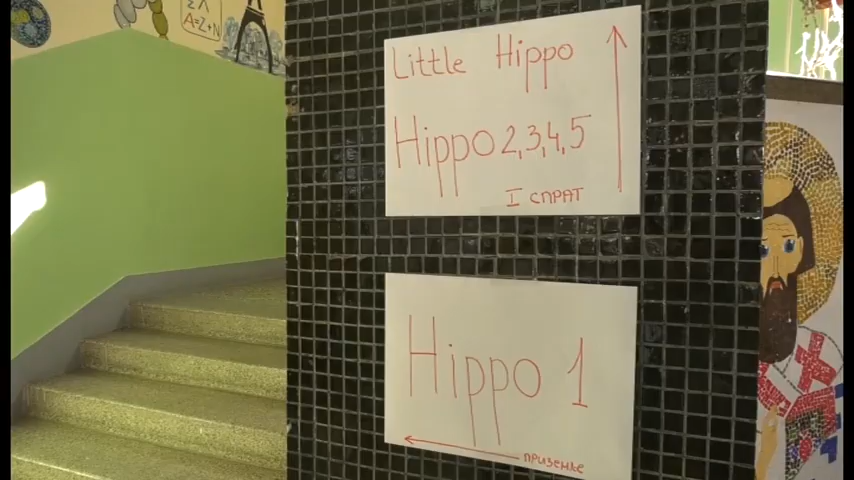 A=Z+N
Little Hippo
Hippo 2,3,4,5
I СПРАТ
Hippo 1
ПРИЗЕМЉЕ